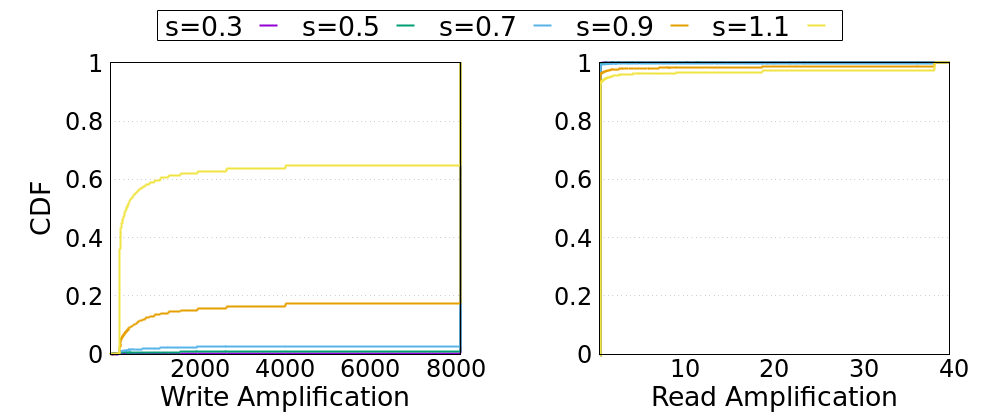 s=0.3 s=0.5 s=0.7 s=0.9 s=1.1
1 1
0.8 0.8
0.6 0.6
CDF
0.4 0.4
0.2 0.2
0 0
2000 4000 6000 8000 10 20 30 40
Write Amplification Read Amplification